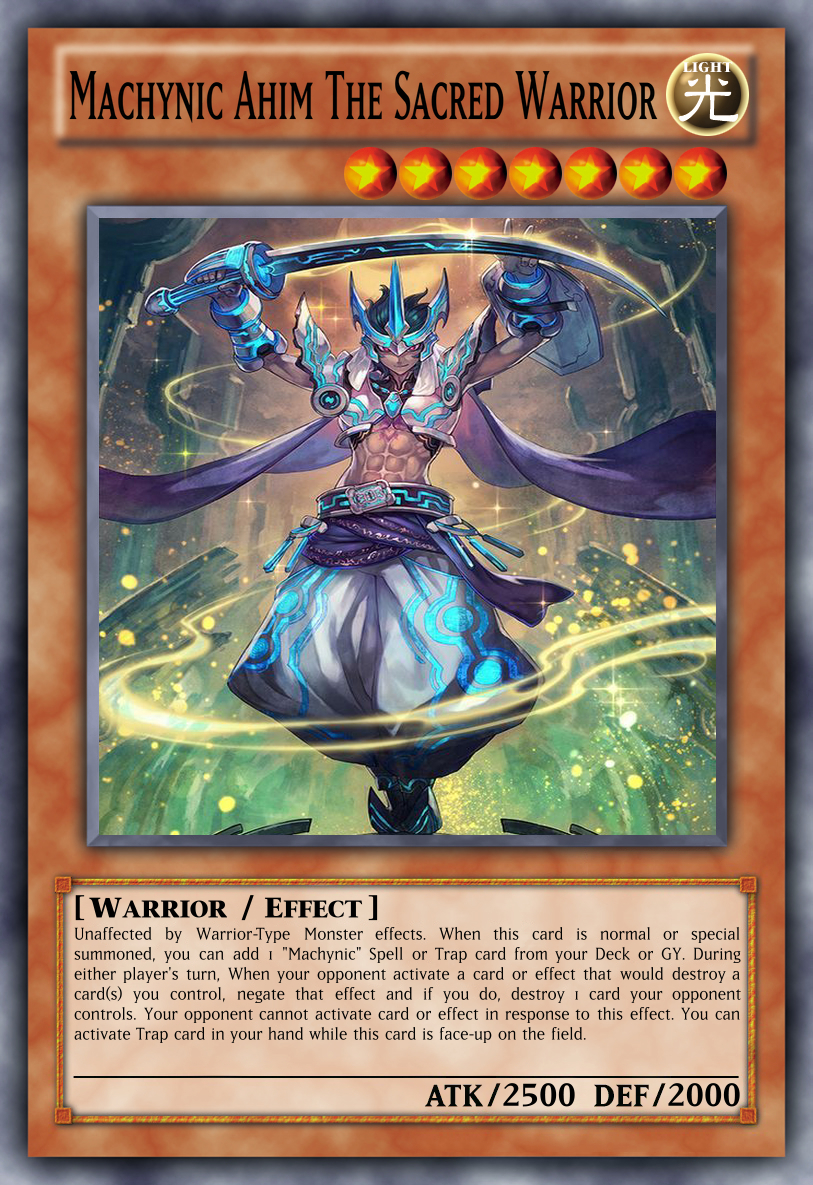 Machynic Ahim The Sacred Warrior
LIGHT
光
[ Warrior / Effect ]
Unaffected by Warrior-Type Monster effects. When this card is normal or special
summoned, you can add 1 "Machynic" Spell or Trap card from your Deck or GY. During
either player's turn, When your opponent activate a card or effect that would destroy a
card(s) you control, negate that effect and if you do, destroy 1 card your opponent
controls. Your opponent cannot activate card or effect in response to this effect. You can
activate Trap card in your hand while this card is face-up on the field.
ATK/2500 DEF/2000